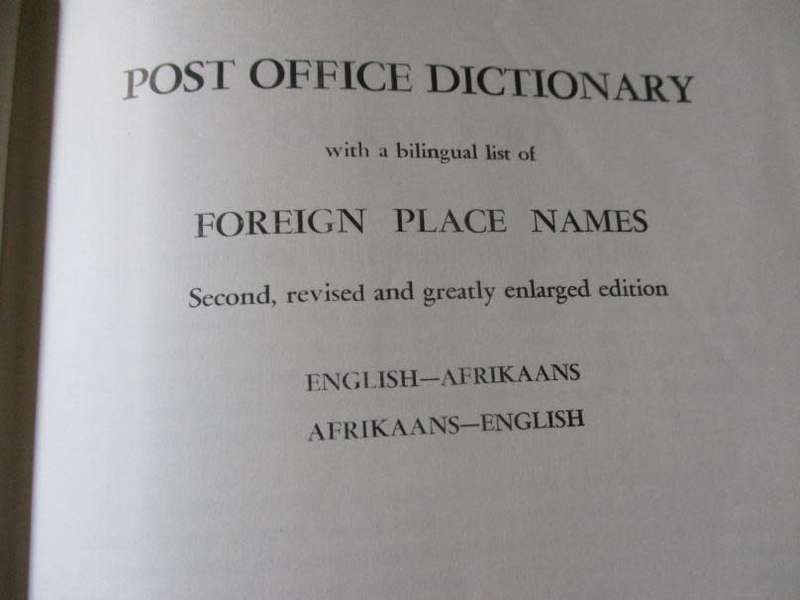 POST OFFICE DICTIONARY
with a bilingual list of
FOREIGN PLACE NAMES
Second, revised and greatly enlarged edition
ENGLISH—AFRIKAANS
AFRIKAANS—ENGLISH